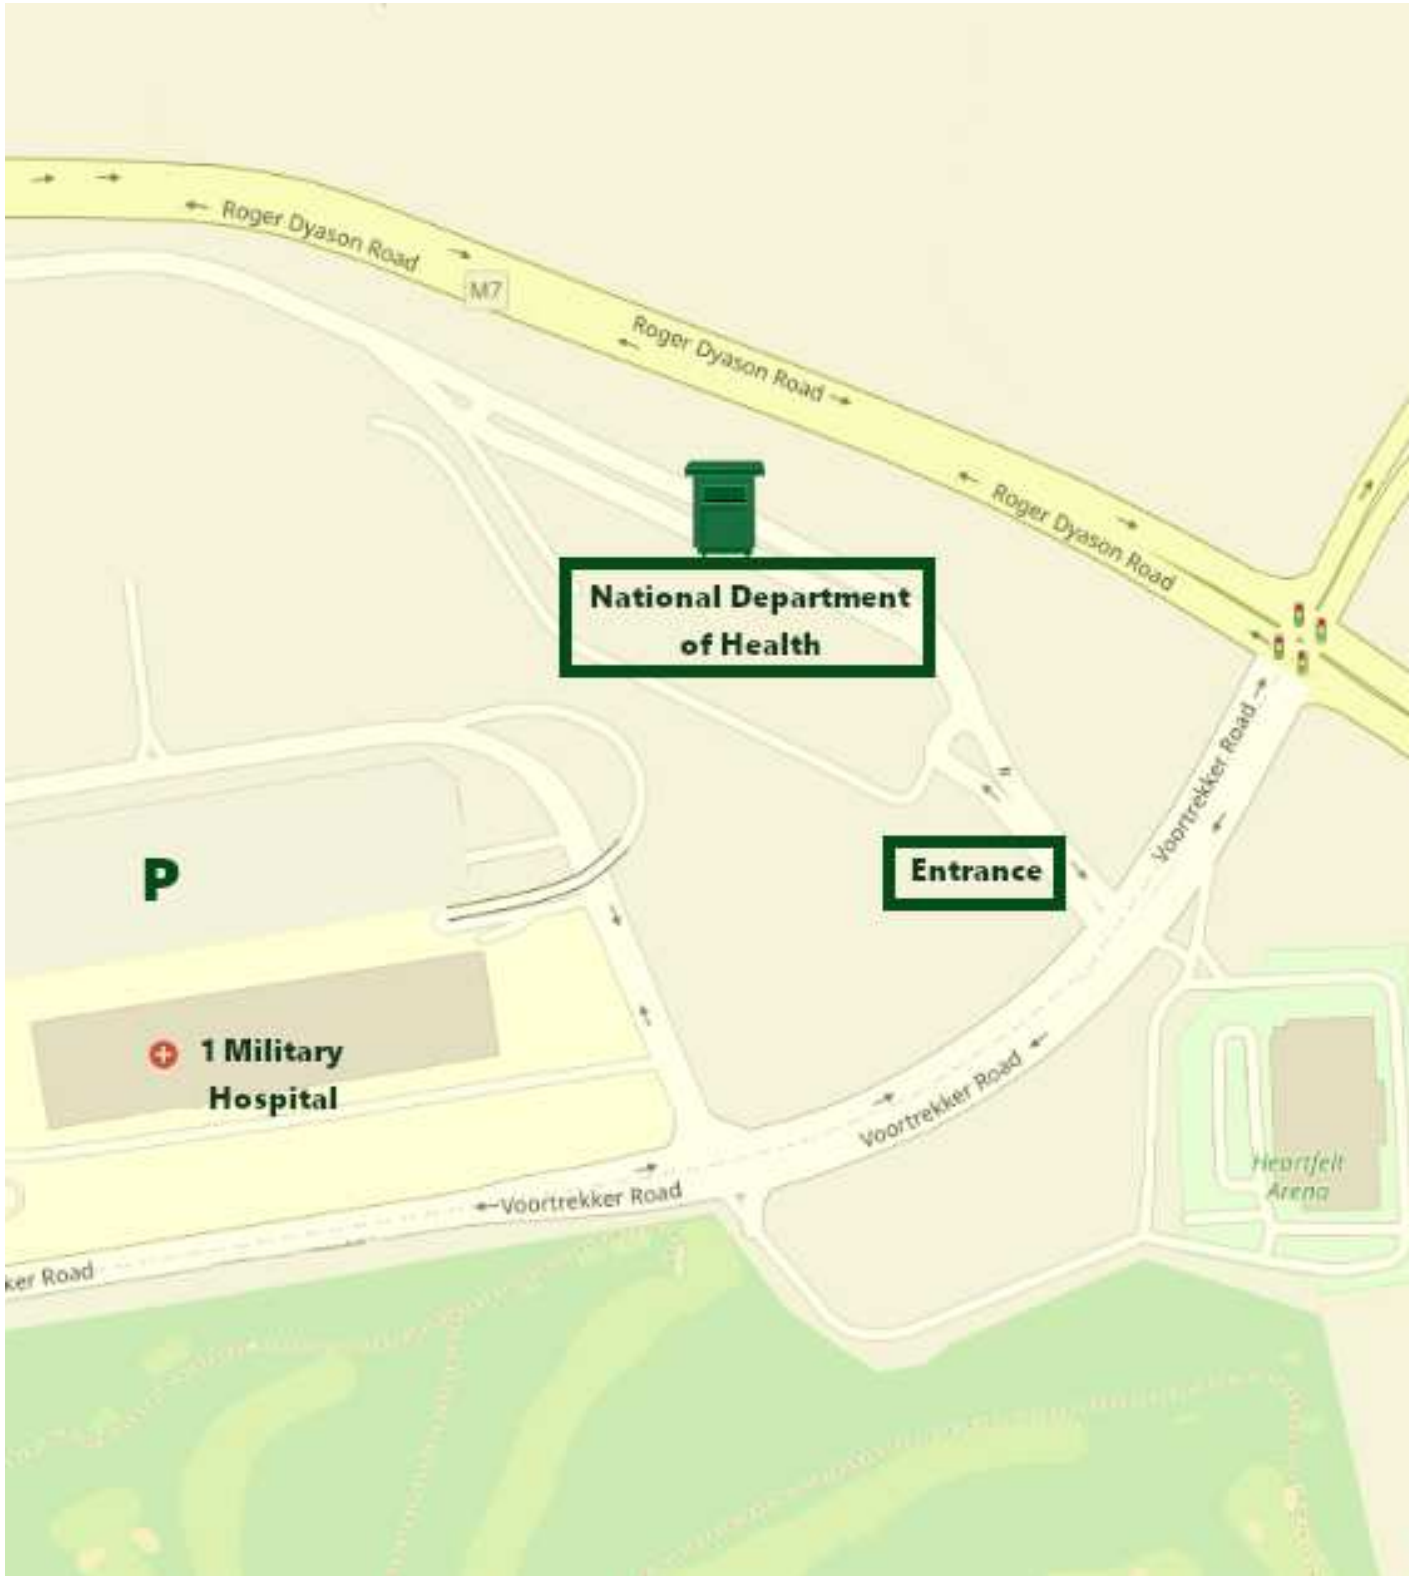 Roger Dyason Road
M7
Roger Dyason Road
Roger Dyason Road
National Department
of Health
Voortrekker Road
Entrance
P
1 Military
Hospital
Voortrekker Road
Heartfelt
Arena
Voortrekker Road
ker Road